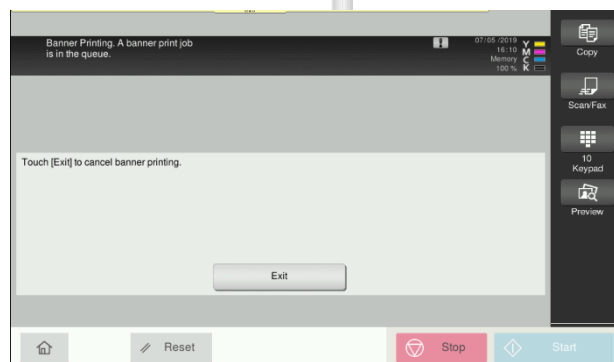 Banner Printing. A banner print job
is in the queue.
07/05/2019
16:10
Memory
100 %
Y
M
C
K
Copy
Scan/Fax
10
Keypad
Preview
Touch [Exit] to cancel banner printing.
Exit
Reset
Stop
Start